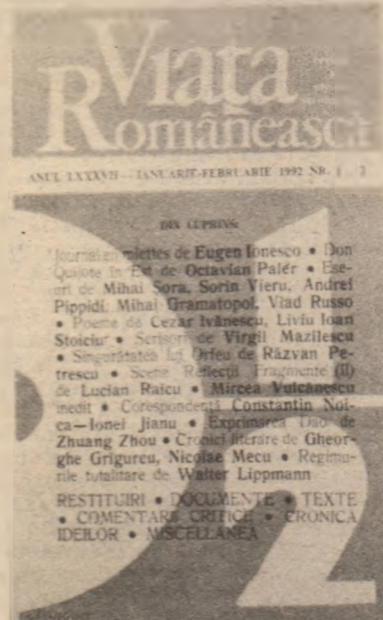 Viața
Românească
ANUL LXXXVII — IANUARIE-FEBRUARIE 1992 NR. 1 2
DIN CUPRINS:
Journal en miettes de Eugen Ionesco • Don
Quijote în Est de Octavian Paler • Ese-
uri de Mihai Sora, Sorin Vieru, Andrei
Pippidi, Mihai Gramatopol, Vlad Russo
• Poeme de Cezar Ivănescu, Liviu Ioan
Stoiciu • Scrisori de Virgil Mazilescu
• Singurătatea lui Orfeu de Răzvan Pe-
trescu • Scene Reflecții Fragmente (II)
de Lucian Raicu • Mircea Vulcănescu
inedit • Corespondență Constantin Noi-
ca—Ionel Jianu • Exprimarea Dao de
Zhuang Zhou • Cronici literare de Gheor-
ghe Grigurcu, Nicolae Mecu • Regimu-
rile totalitare de Walter Lippmann
RESTITUIRI • DOCUMENTE • TEXTE
• COMENTARII CRITICE • CRONICA
IDEILOR • MISCELLANEA
1
2